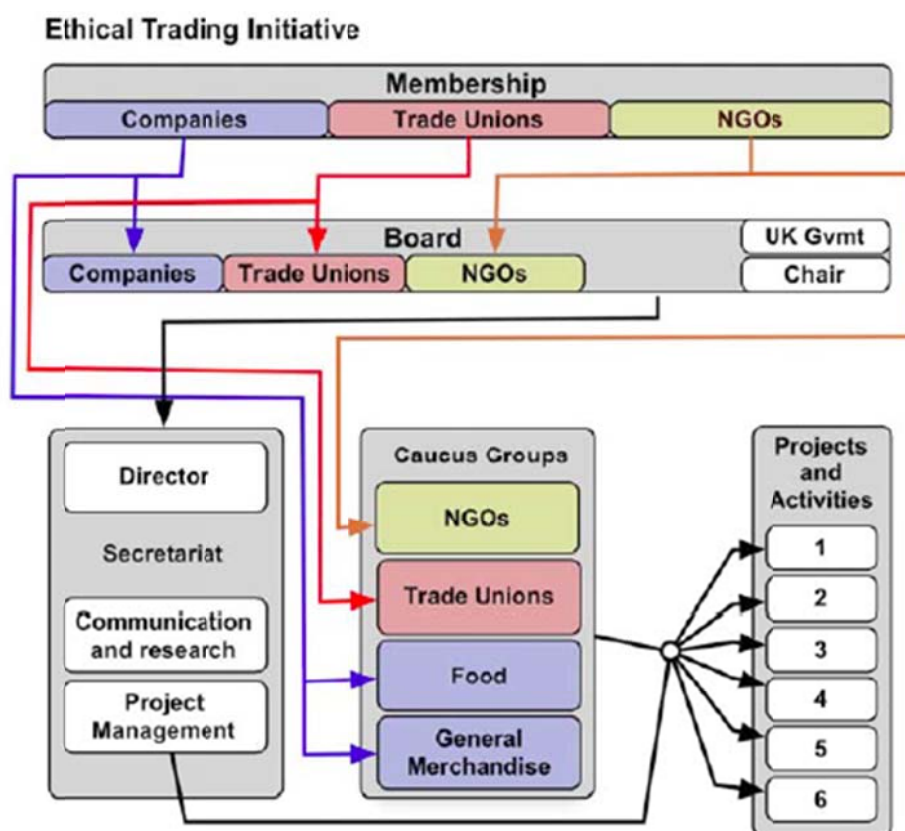 Ethical Trading Initiative
Membership
Companies
Trade Unions
NGOs
Board
UK Gvmt
Companies
Trade Unions
NGOs
Chair
Director
Secretariat
Communication
and research
Project
Management
Caucus Groups
NGOs
Trade Unions
Food
General
Merchandise
Projects
and
Activities
1
2
3
4
5
6